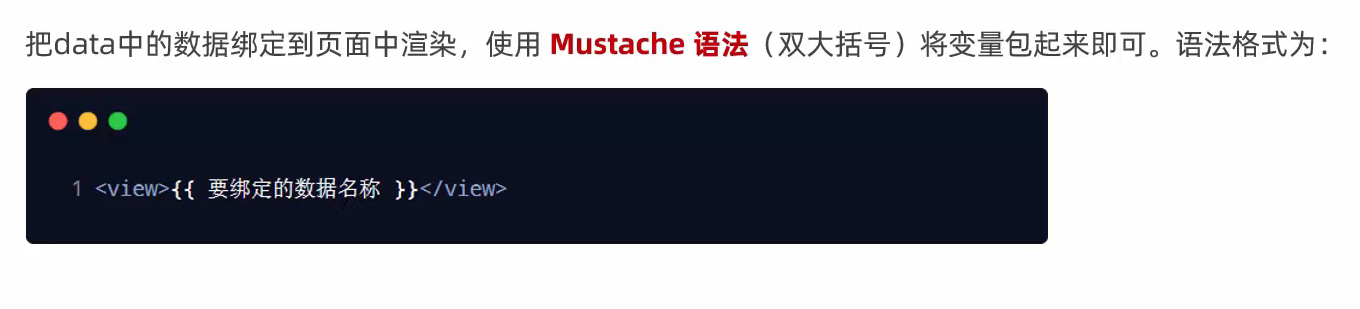 把data中的数据绑定到页面中渲染，使用 Mustache 语法（双大括号）将变量包起来即可。语法格式为：
1 <view>{{ 要绑定的数据名称 }}</view>